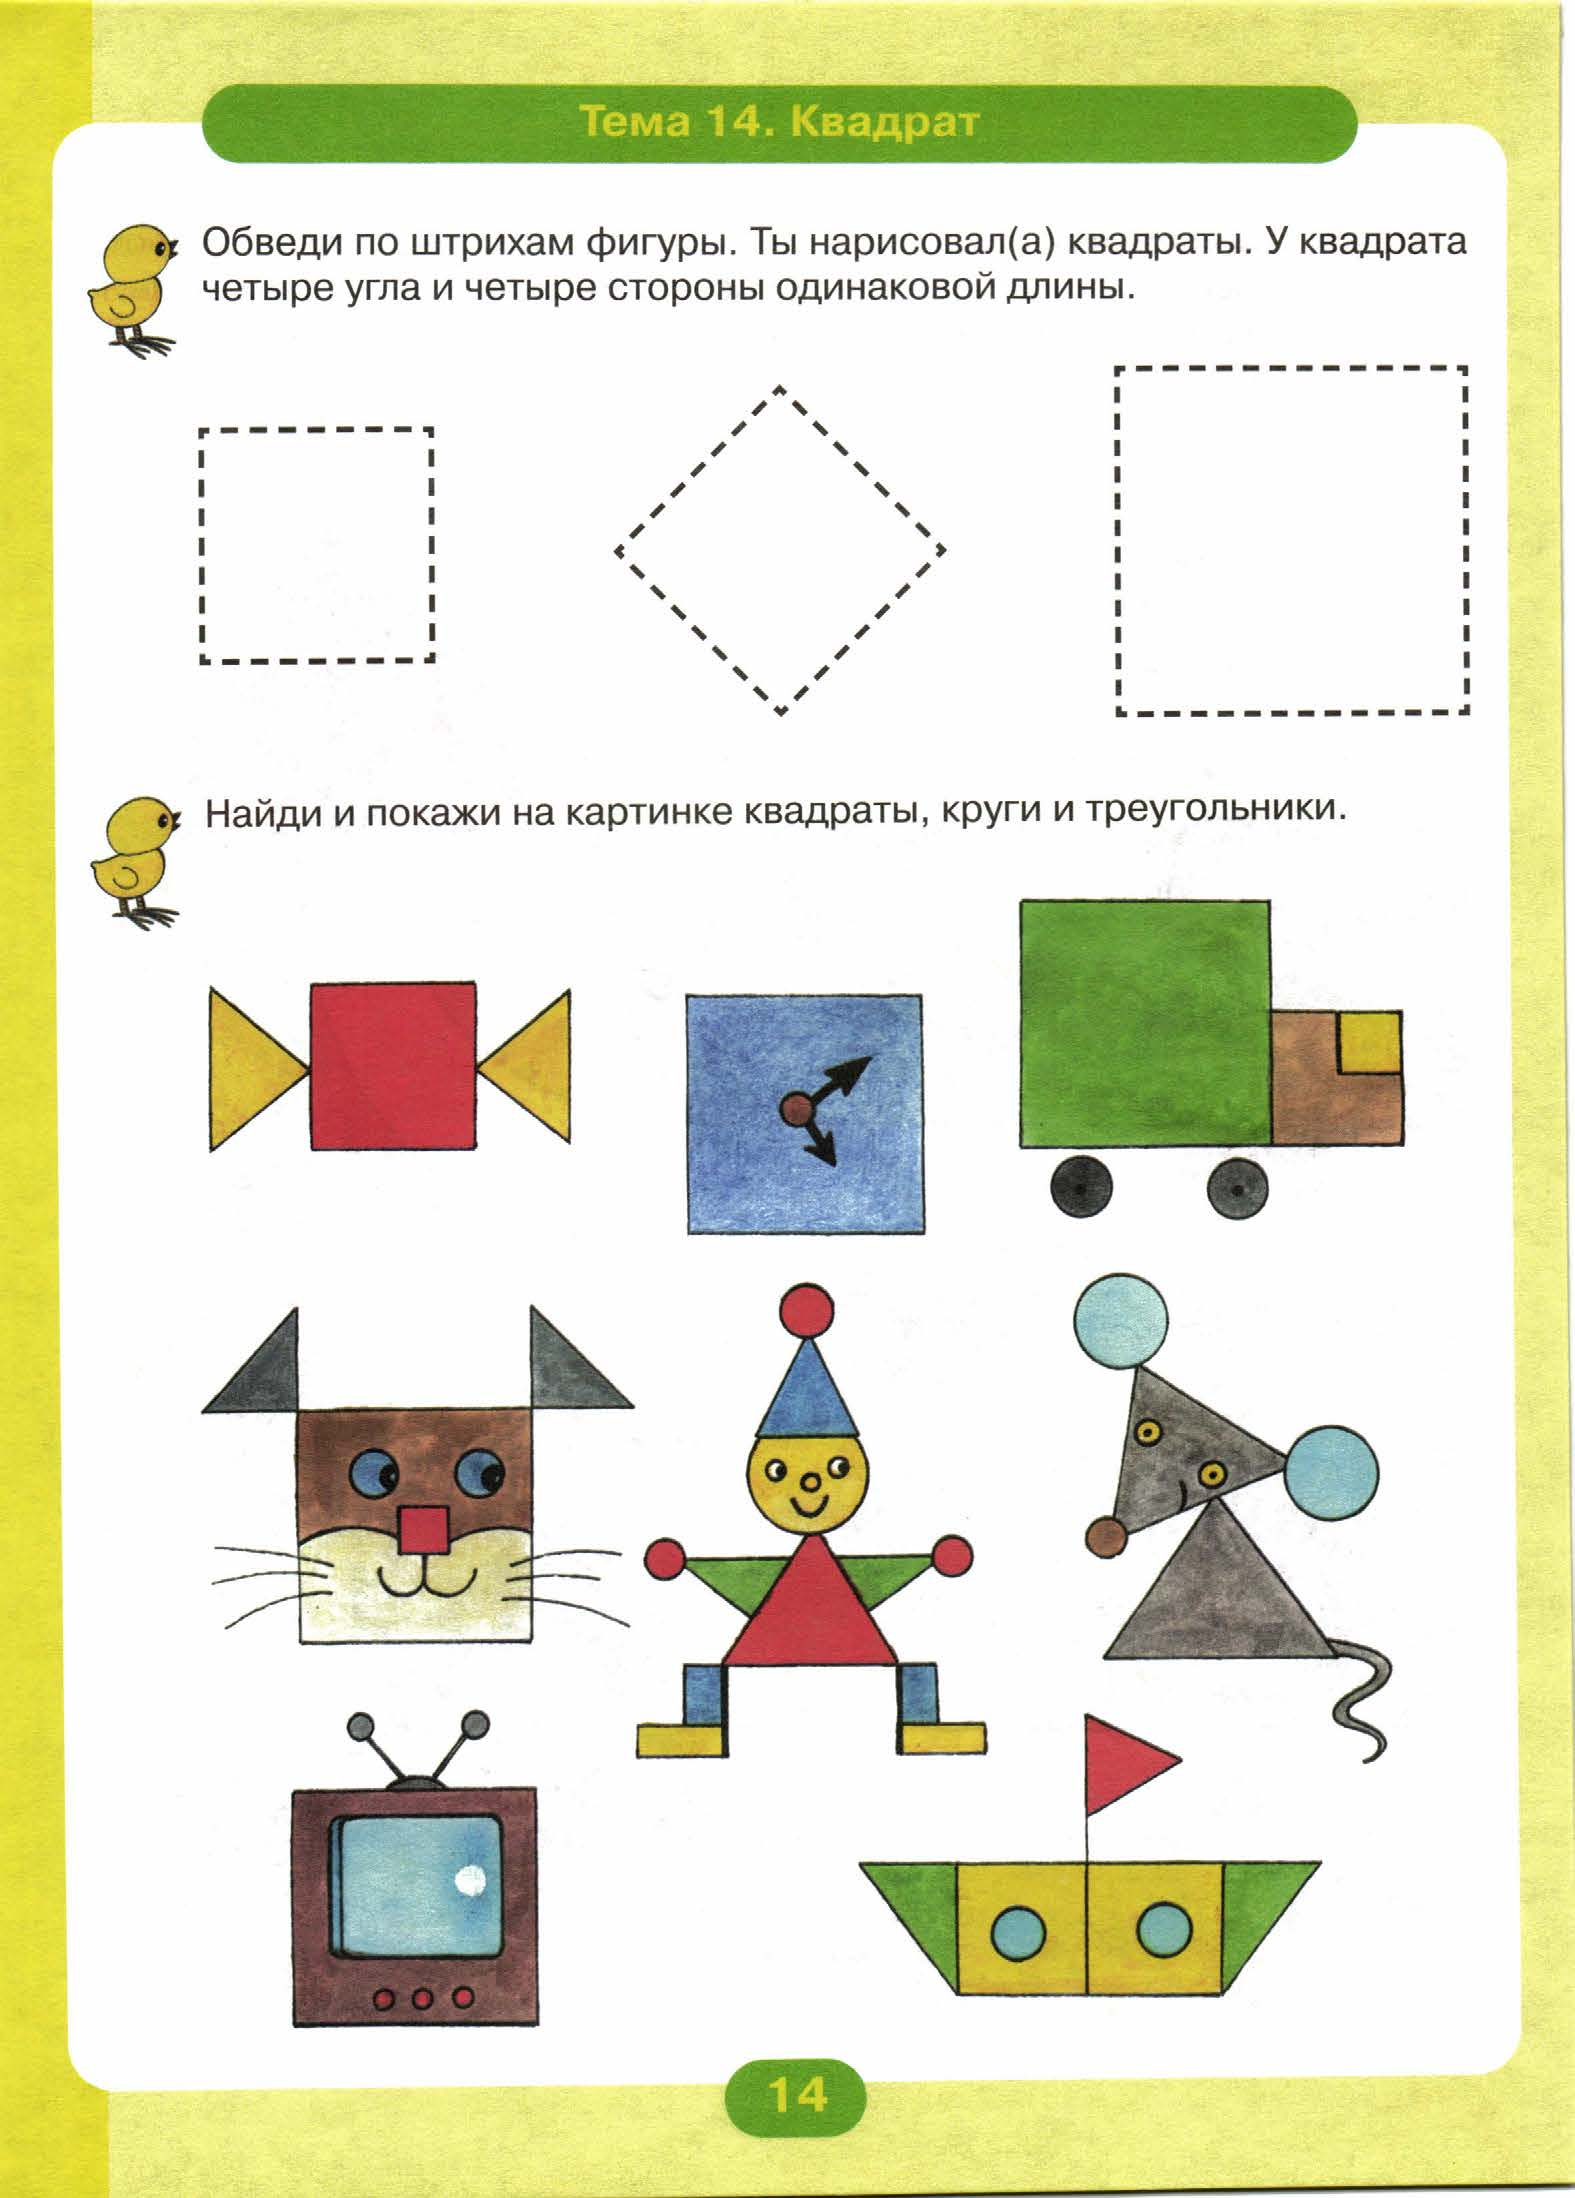 Тема 14. Квадрат
Обведи по штрихам фигуры. Ты нарисовал(а) квадраты. У квадрата
четыре угла и четыре стороны одинаковой длины.
Найди и покажи на картинке квадраты, круги и треугольники.
14